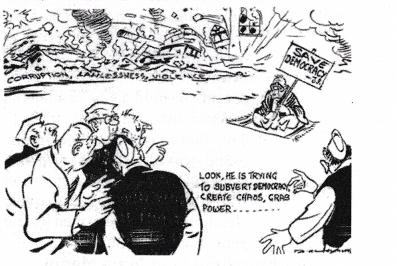 CORRUPTION, LAWLESSNESS, VIOLENCE
SAVE
DEMOCRACY
LOOK, HE IS TRYING
TO SUBVERT DEMOCRACY,
CREATE CHAOS, GRAB
POWER........